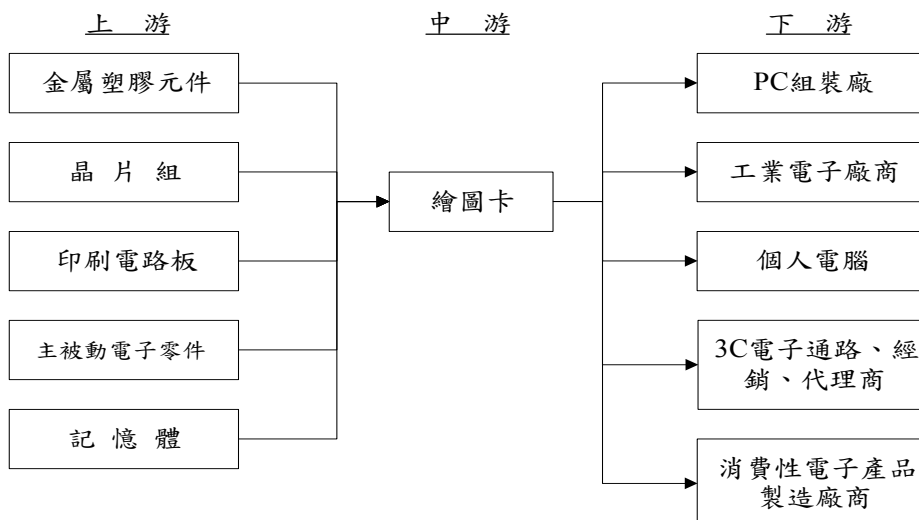 上 游
中 游
下 游
金屬塑膠元件
晶 片 組
印刷電路板
主被動電子零件
記 憶 體
繪圖卡
PC組裝廠
工業電子廠商
個人電腦
3C電子通路、經
銷、代理商
消費性電子產品
製造廠商